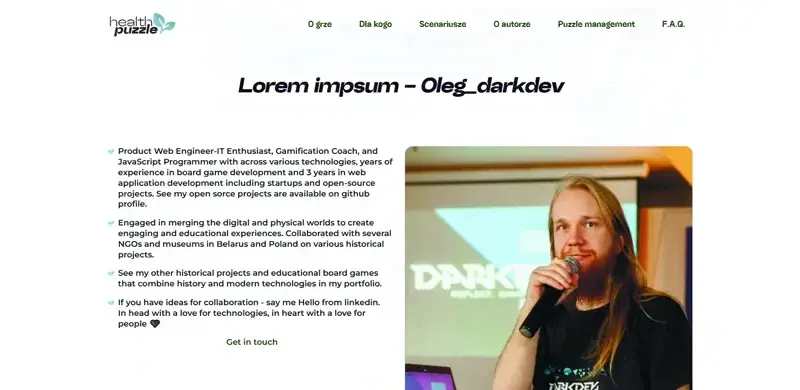 health
puzzle
O grze
Dla kogo
Scenariusze
O autorze
Puzzle management
F.A.Q.
Lorem impsum – Oleg_darkdev
Product Web Engineer-IT Enthusiast, Gamification Coach, and
JavaScript Programmer with across various technologies, years of
experience in board game development and 3 years in web
application development including startups and open-source
projects. See my open sorce projects are available on github
profile.
Engaged in merging the digital and physical worlds to create
engaging and educational experiences. Collaborated with several
NGOs and museums in Belarus and Poland on various historical
projects.
See my other historical projects and educational board games
that combine history and modern technologies in my portfolio.
If you have ideas for collaboration - say me Hello from linkedin.
In head with a love for technologies, in heart with a love for
people 🖤
Get in touch
DARKDEV